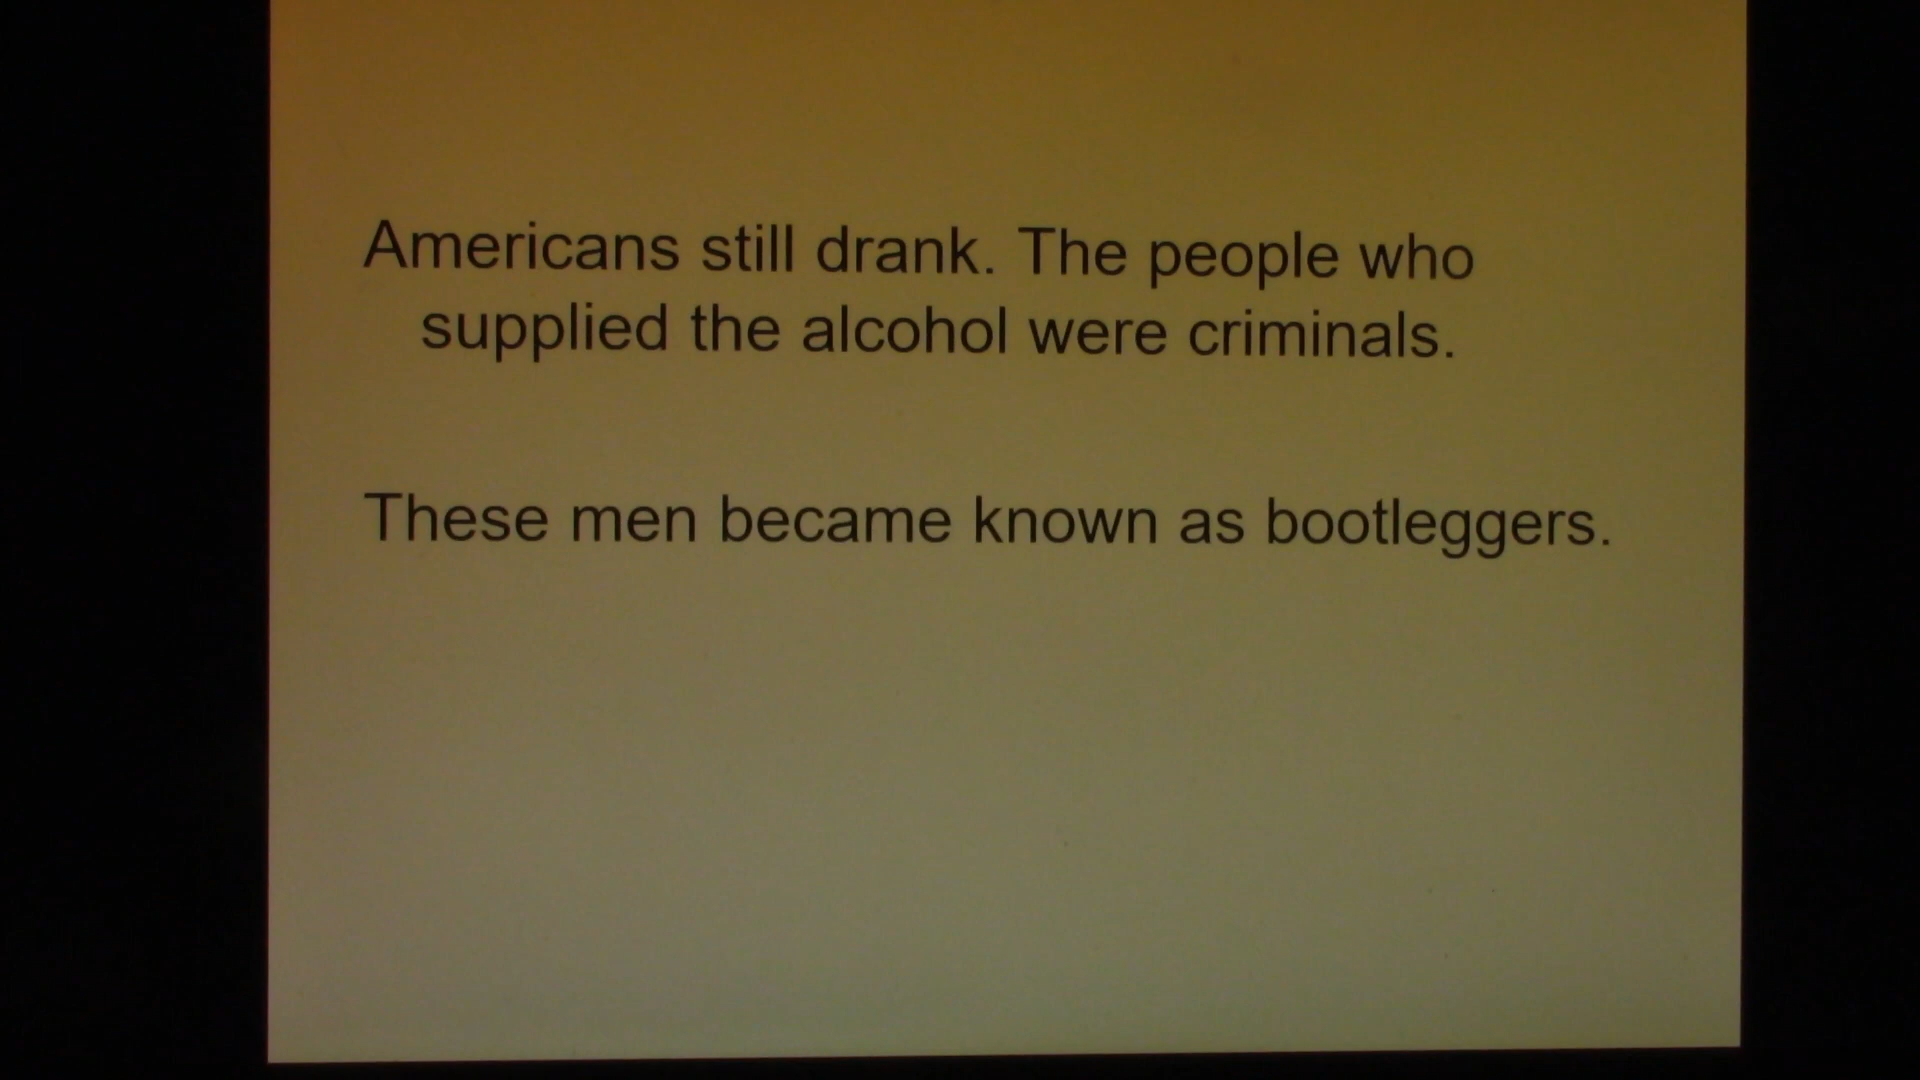 Americans still drank. The people who
supplied the alcohol were criminals.
These men became known as bootleggers.